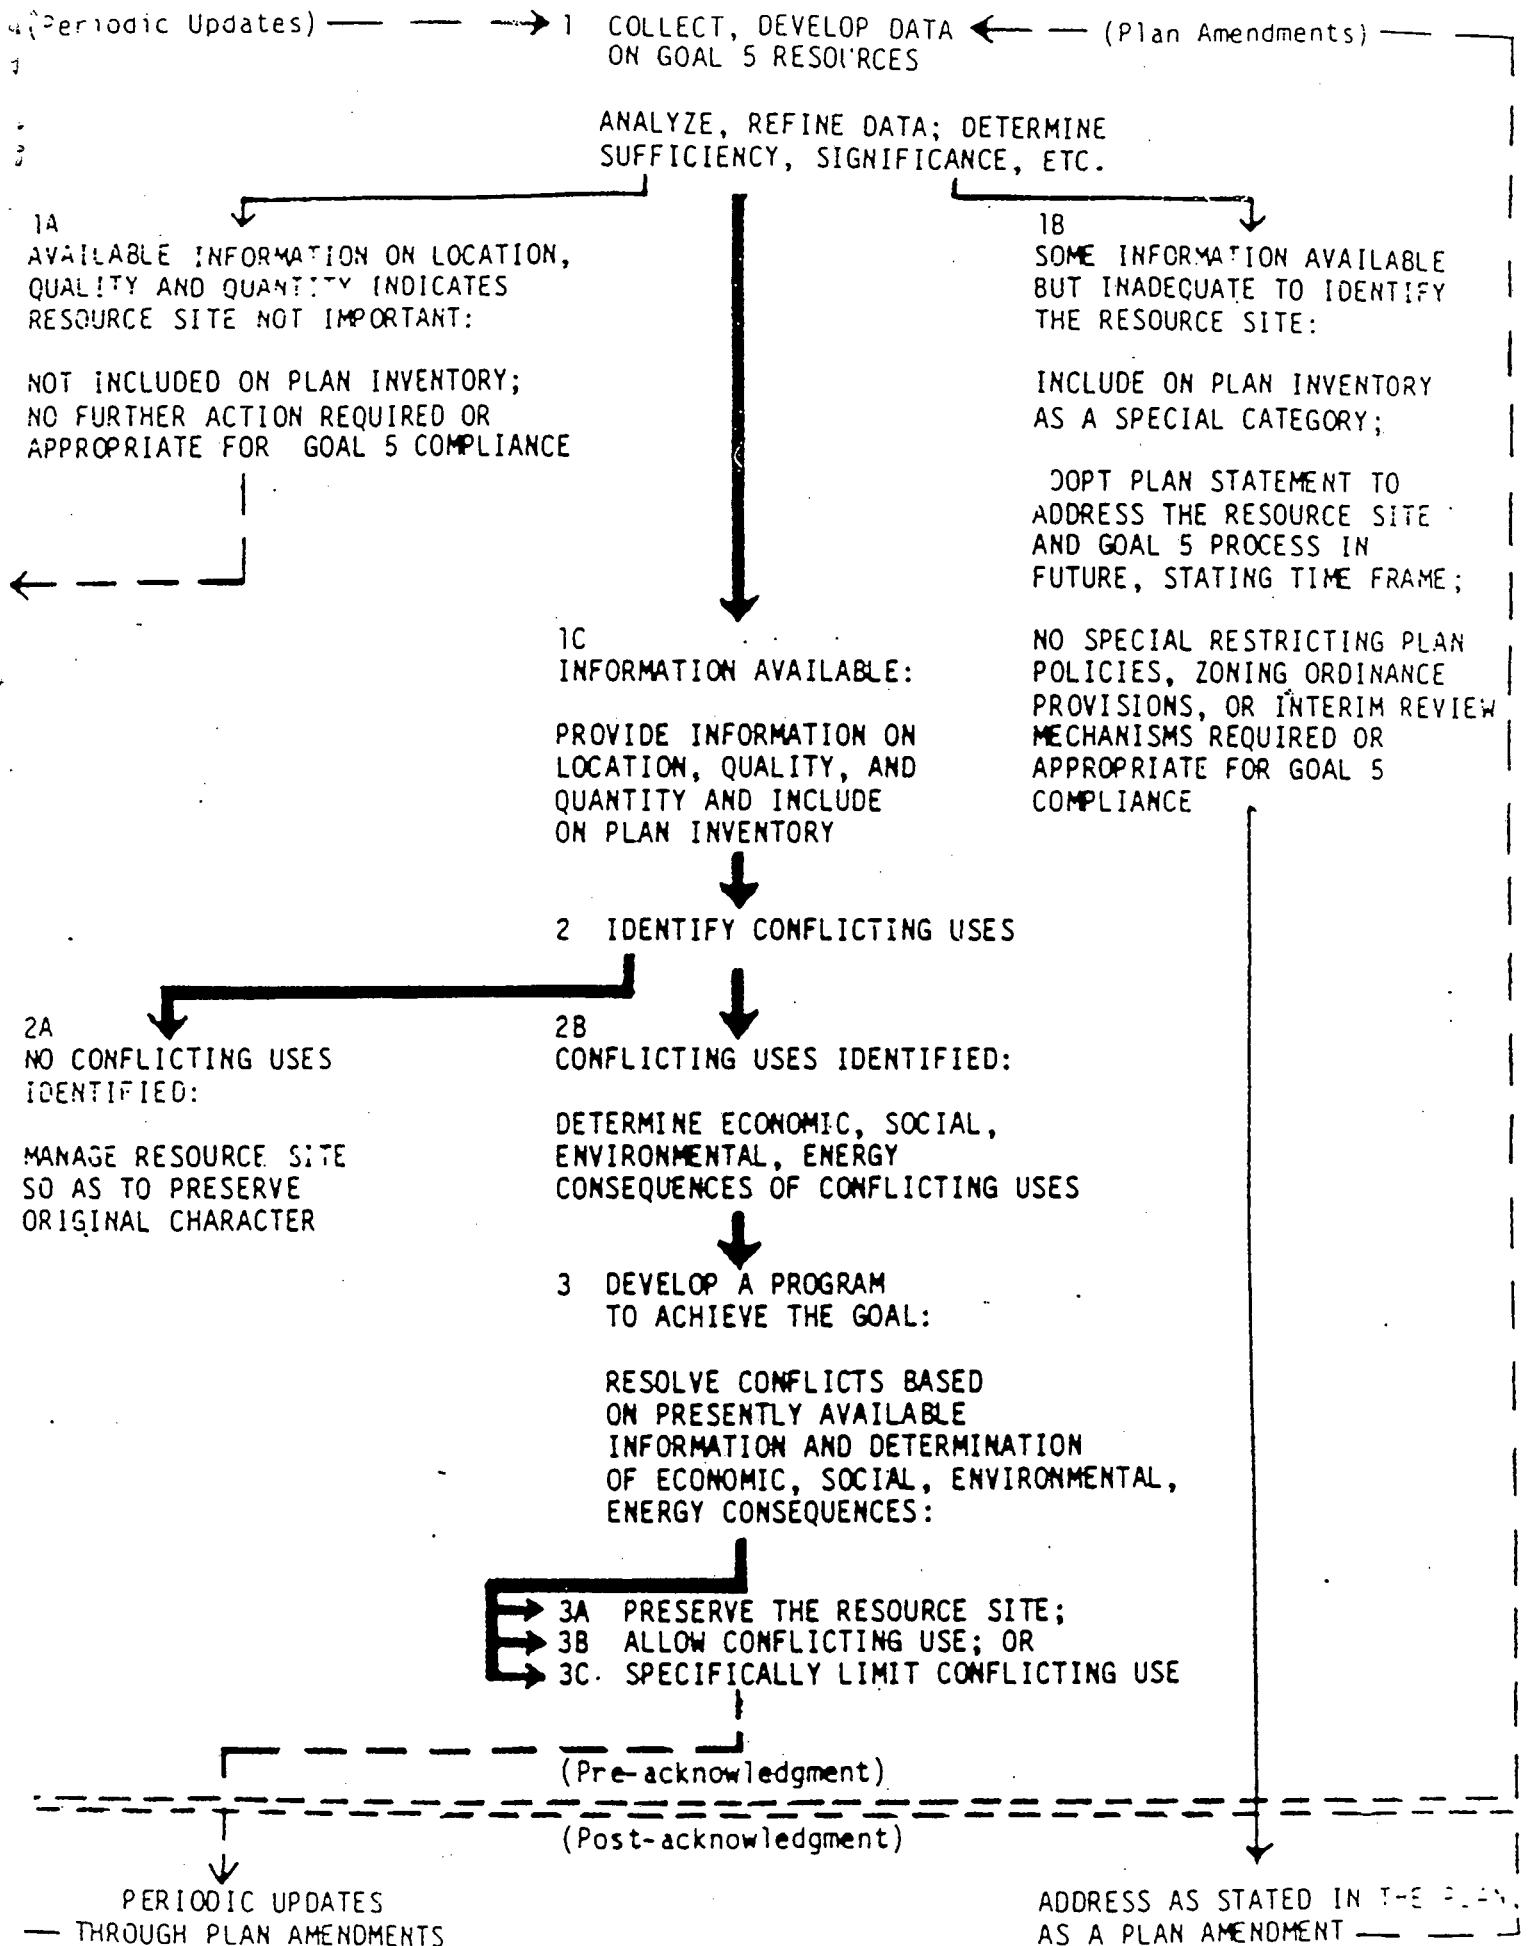 (Periodic Updates)
1 COLLECT, DEVELOP DATA
ON GOAL 5 RESOURCES
(Plan Amendments)
ANALYZE, REFINE DATA; DETERMINE
SUFFICIENCY, SIGNIFICANCE, ETC.
1A
AVAILABLE INFORMATION ON LOCATION,
QUALITY AND QUANTITY INDICATES
RESOURCE SITE NOT IMPORTANT:
NOT INCLUDED ON PLAN INVENTORY;
NO FURTHER ACTION REQUIRED OR
APPROPRIATE FOR GOAL 5 COMPLIANCE
1B
SOME INFORMATION AVAILABLE
BUT INADEQUATE TO IDENTIFY
THE RESOURCE SITE:
INCLUDE ON PLAN INVENTORY
AS A SPECIAL CATEGORY;
DOPT PLAN STATEMENT TO
ADDRESS THE RESOURCE SITE
AND GOAL 5 PROCESS IN
FUTURE, STATING TIME FRAME;
NO SPECIAL RESTRICTING PLAN
POLICIES, ZONING ORDINANCE
PROVISIONS, OR INTERIM REVIEW
MECHANISMS REQUIRED OR
APPROPRIATE FOR GOAL 5
COMPLIANCE
1C
INFORMATION AVAILABLE:
PROVIDE INFORMATION ON
LOCATION, QUALITY, AND
QUANTITY AND INCLUDE
ON PLAN INVENTORY
2 IDENTIFY CONFLICTING USES
2A
NO CONFLICTING USES
IDENTIFIED:
MANAGE RESOURCE SITE
SO AS TO PRESERVE
ORIGINAL CHARACTER
2B
CONFLICTING USES IDENTIFIED:
DETERMINE ECONOMIC, SOCIAL,
ENVIRONMENTAL, ENERGY
CONSEQUENCES OF CONFLICTING USES
3 DEVELOP A PROGRAM
TO ACHIEVE THE GOAL:
RESOLVE CONFLICTS BASED
ON PRESENTLY AVAILABLE
INFORMATION AND DETERMINATION
OF ECONOMIC, SOCIAL, ENVIRONMENTAL,
ENERGY CONSEQUENCES:
3A PRESERVE THE RESOURCE SITE;
3B ALLOW CONFLICTING USE; OR
3C. SPECIFICALLY LIMIT CONFLICTING USE
(Pre-acknowledgment)
(Post-acknowledgment)
PERIODIC UPDATES
THROUGH PLAN AMENDMENTS
ADDRESS AS STATED IN
AS A PLAN AMENDMENT